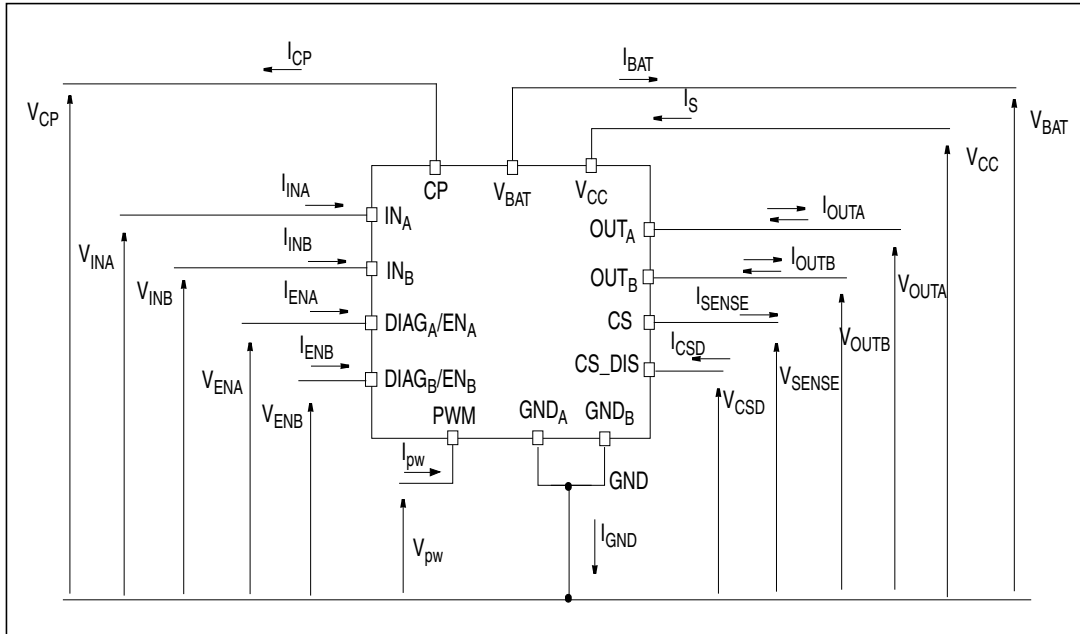 I_CP
I_BAT
I_S
V_CP
V_BAT
V_CC
CP
V_BAT
V_CC
I_INA
IN_A
OUT_A
I_OUTA
I_INB
V_INA
IN_B
OUT_B
I_OUTB
V_INB
V_OUTA
I_ENA
DIAG_A/EN_A
CS
I_SENSE
V_OUTB
I_ENB
DIAG_B/EN_B
CS_DIS
I_CSD
V_ENA
V_SENSE
V_CSD
V_ENB
PWM
GND_A
GND_B
I_pw
GND
V_pw
I_GND